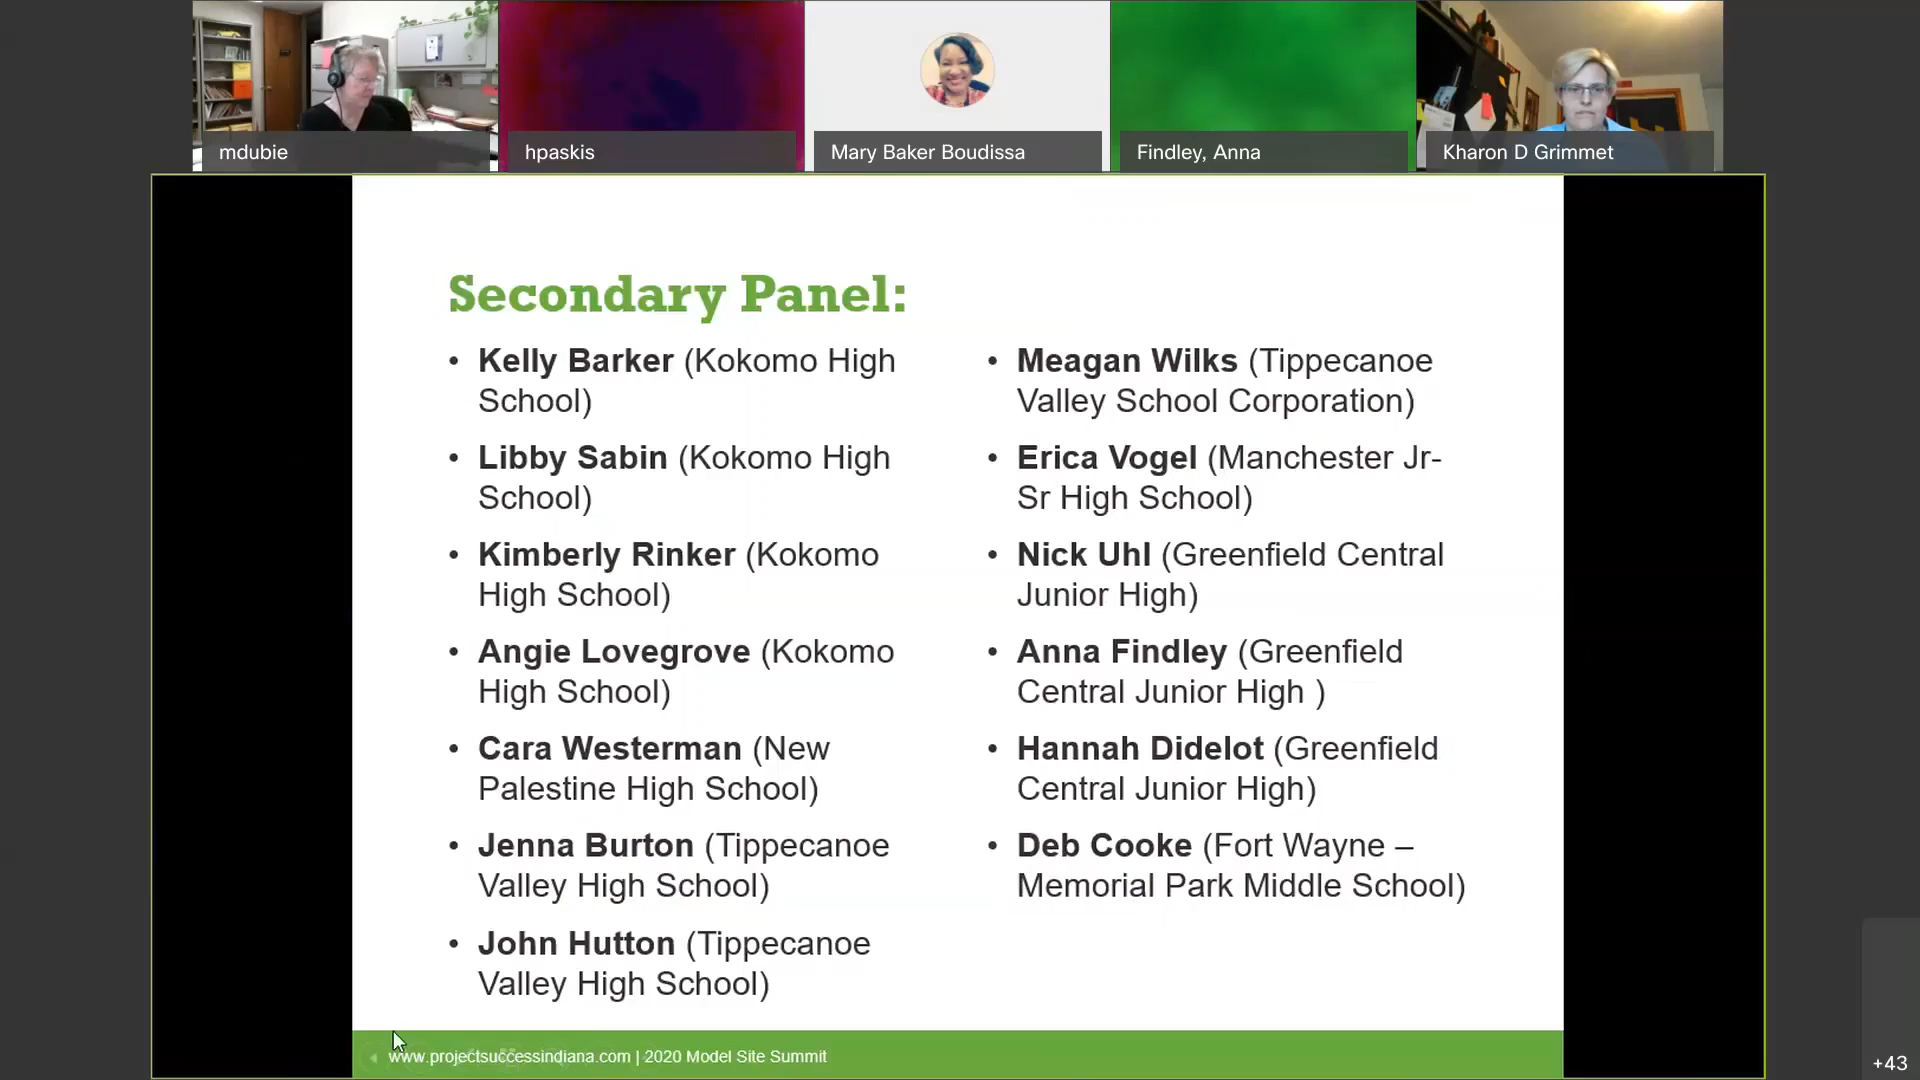 mdubie
hpaskis
Mary Baker Boudissa
Findley, Anna
Kharon D Grimmet
Secondary Panel:
• Kelly Barker (Kokomo High
School)
• Libby Sabin (Kokomo High
School)
• Kimberly Rinker (Kokomo
High School)
• Angie Lovegrove (Kokomo
High School)
• Cara Westerman (New
Palestine High School)
• Jenna Burton (Tippecanoe
Valley High School)
• John Hutton (Tippecanoe
Valley High School)
• Meagan Wilks (Tippecanoe
Valley School Corporation)
• Erica Vogel (Manchester Jr-
Sr High School)
• Nick Uhl (Greenfield Central
Junior High)
• Anna Findley (Greenfield
Central Junior High )
• Hannah Didelot (Greenfield
Central Junior High)
• Deb Cooke (Fort Wayne –
Memorial Park Middle School)
www.projectsuccessindiana.com | 2020 Model Site Summit
+43